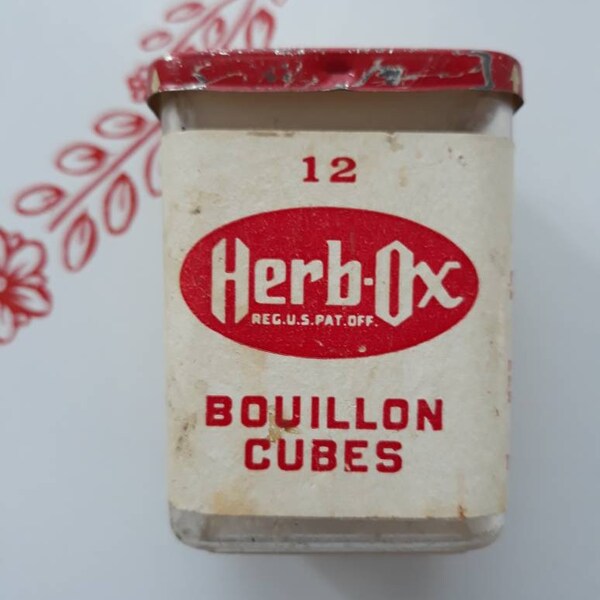 12
Herb-Ox
REG.U.S.PAT.OFF.
BOUILLON
CUBES